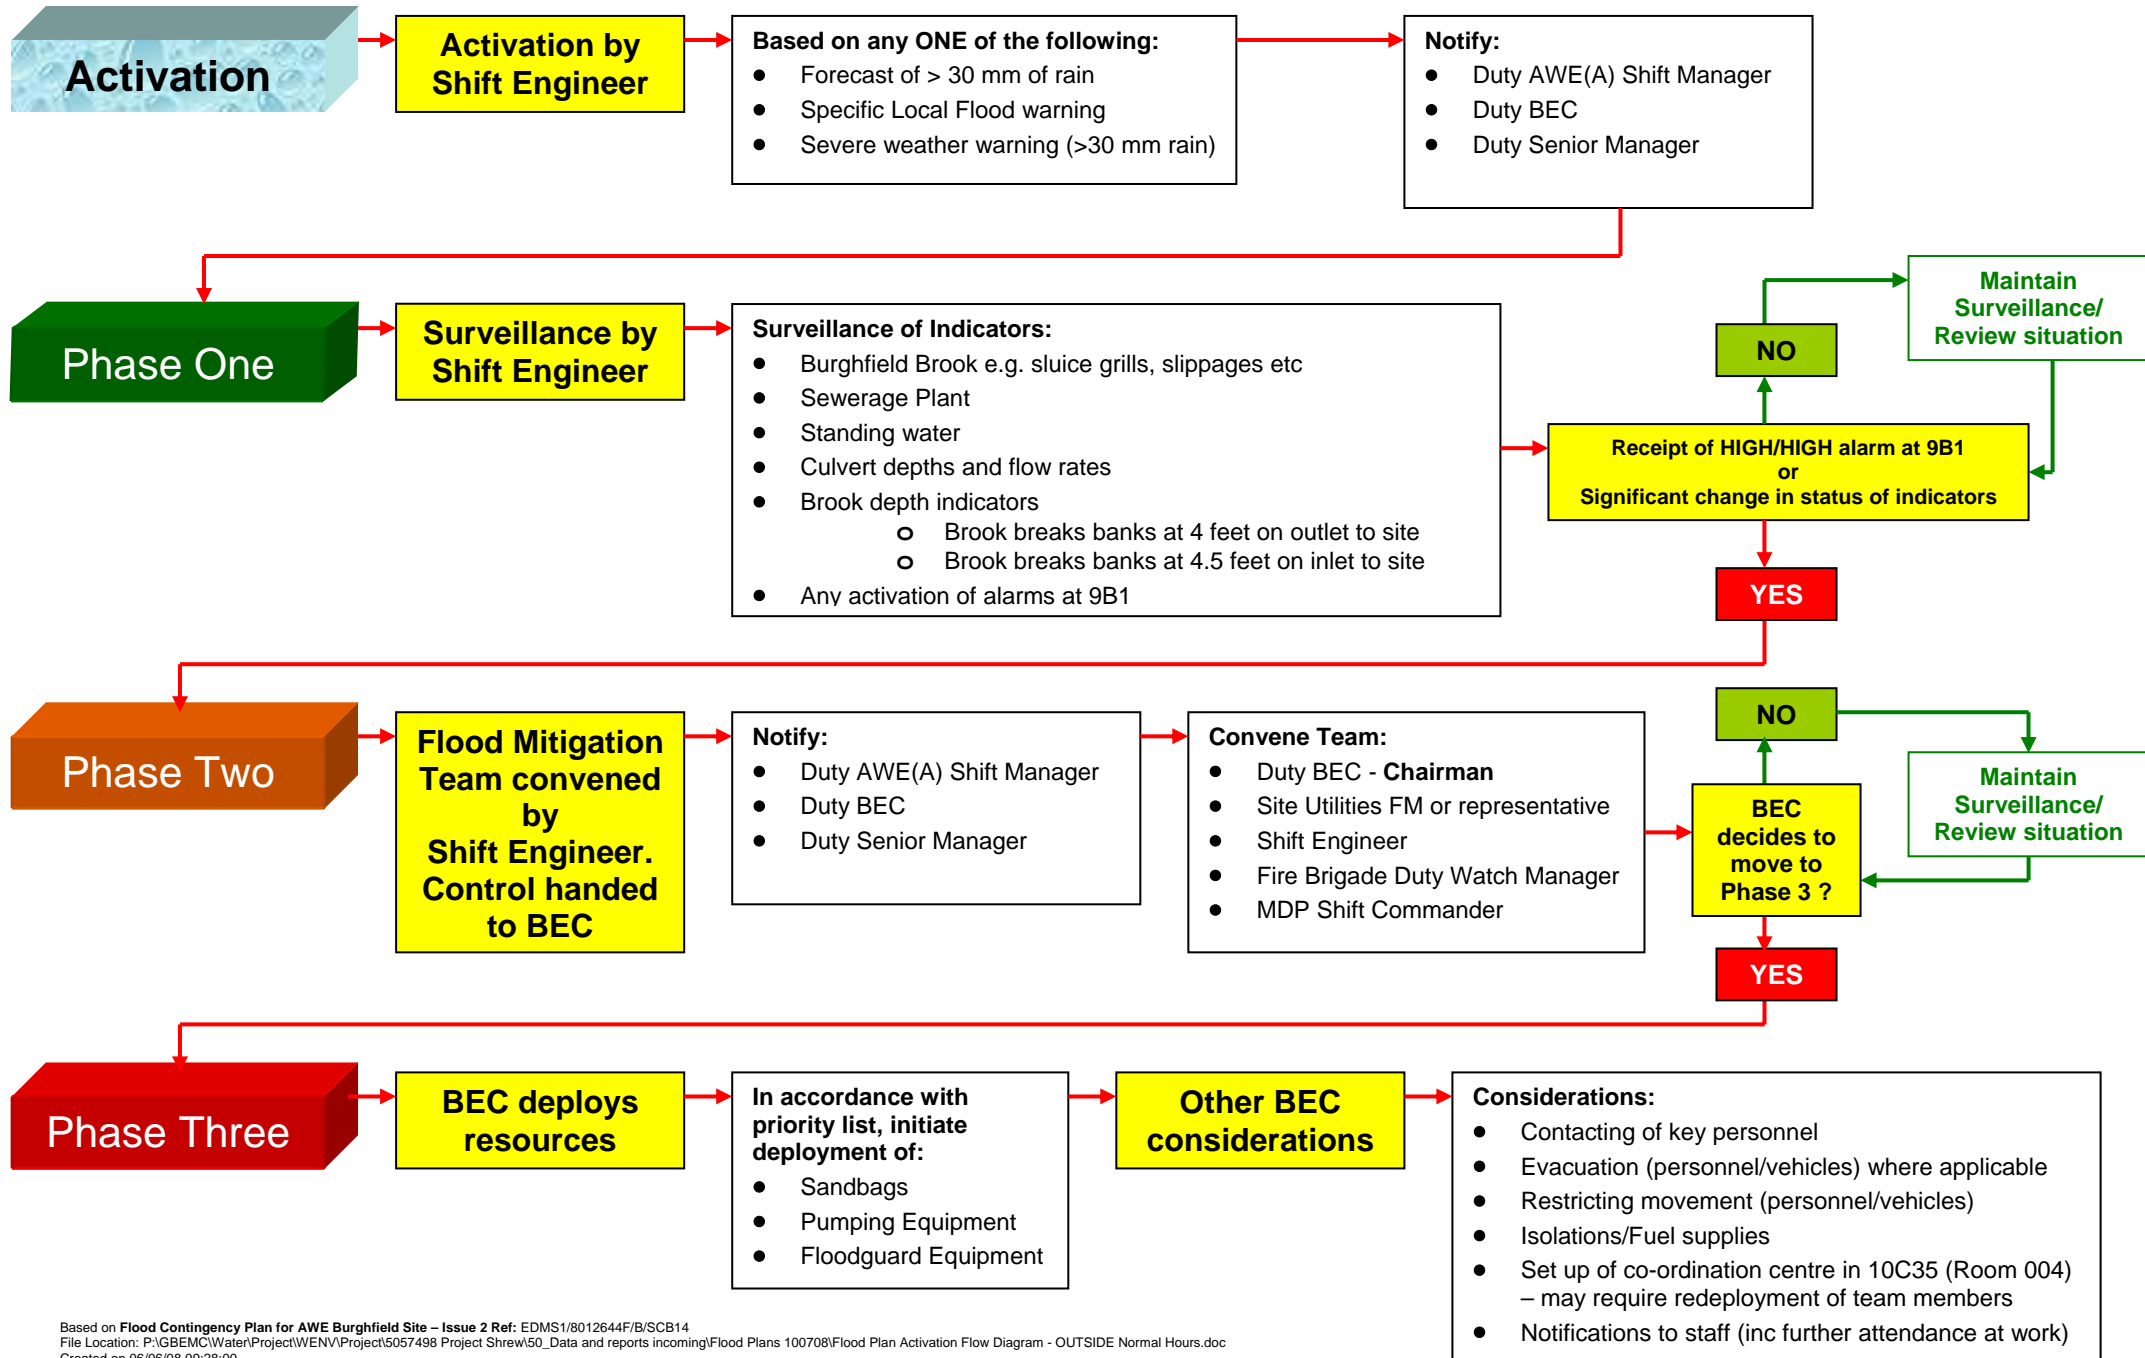 Activation
Activation by
Shift Engineer
Based on any ONE of the following:
● Forecast of > 30 mm of rain
● Specific Local Flood warning
● Severe weather warning (>30 mm rain)
Notify:
● Duty AWE(A) Shift Manager
● Duty BEC
● Duty Senior Manager
Phase One
Surveillance by
Shift Engineer
Surveillance of Indicators:
● Burghfield Brook e.g. sluice grills, slippages etc
● Sewerage Plant
● Standing water
● Culvert depths and flow rates
● Brook depth indicators
o Brook breaks banks at 4 feet on outlet to site
o Brook breaks banks at 4.5 feet on inlet to site
● Any activation of alarms at 9B1
Receipt of HIGH/HIGH alarm at 9B1
or
Significant change in status of indicators
NO
Maintain
Surveillance/
Review situation
YES
Phase Two
Flood Mitigation
Team convened
by
Shift Engineer.
Control handed
to BEC
Notify:
● Duty AWE(A) Shift Manager
● Duty BEC
● Duty Senior Manager
Convene Team:
● Duty BEC - Chairman
● Site Utilities FM or representative
● Shift Engineer
● Fire Brigade Duty Watch Manager
● MDP Shift Commander
BEC
decides to
move to
Phase 3 ?
NO
Maintain
Surveillance/
Review situation
YES
Phase Three
BEC deploys
resources
In accordance with
priority list, initiate
deployment of:
● Sandbags
● Pumping Equipment
● Floodguard Equipment
Other BEC
considerations
Considerations:
● Contacting of key personnel
● Evacuation (personnel/vehicles) where applicable
● Restricting movement (personnel/vehicles)
● Isolations/Fuel supplies
● Set up of co-ordination centre in 10C35 (Room 004)
– may require redeployment of team members
● Notifications to staff (inc further attendance at work)
Based on Flood Contingency Plan for AWE Burghfield Site – Issue 2 Ref: EDMS1/8012644F/B/SCB14
File Location: P:\GBEMC\Water\Project\WENV\Project\5057498 Project Shrew\50_Data and reports incoming\Flood Plans 100708\Flood Plan Activation Flow Diagram - OUTSIDE Normal Hours.doc
Created on 06/06/08 09:28:00